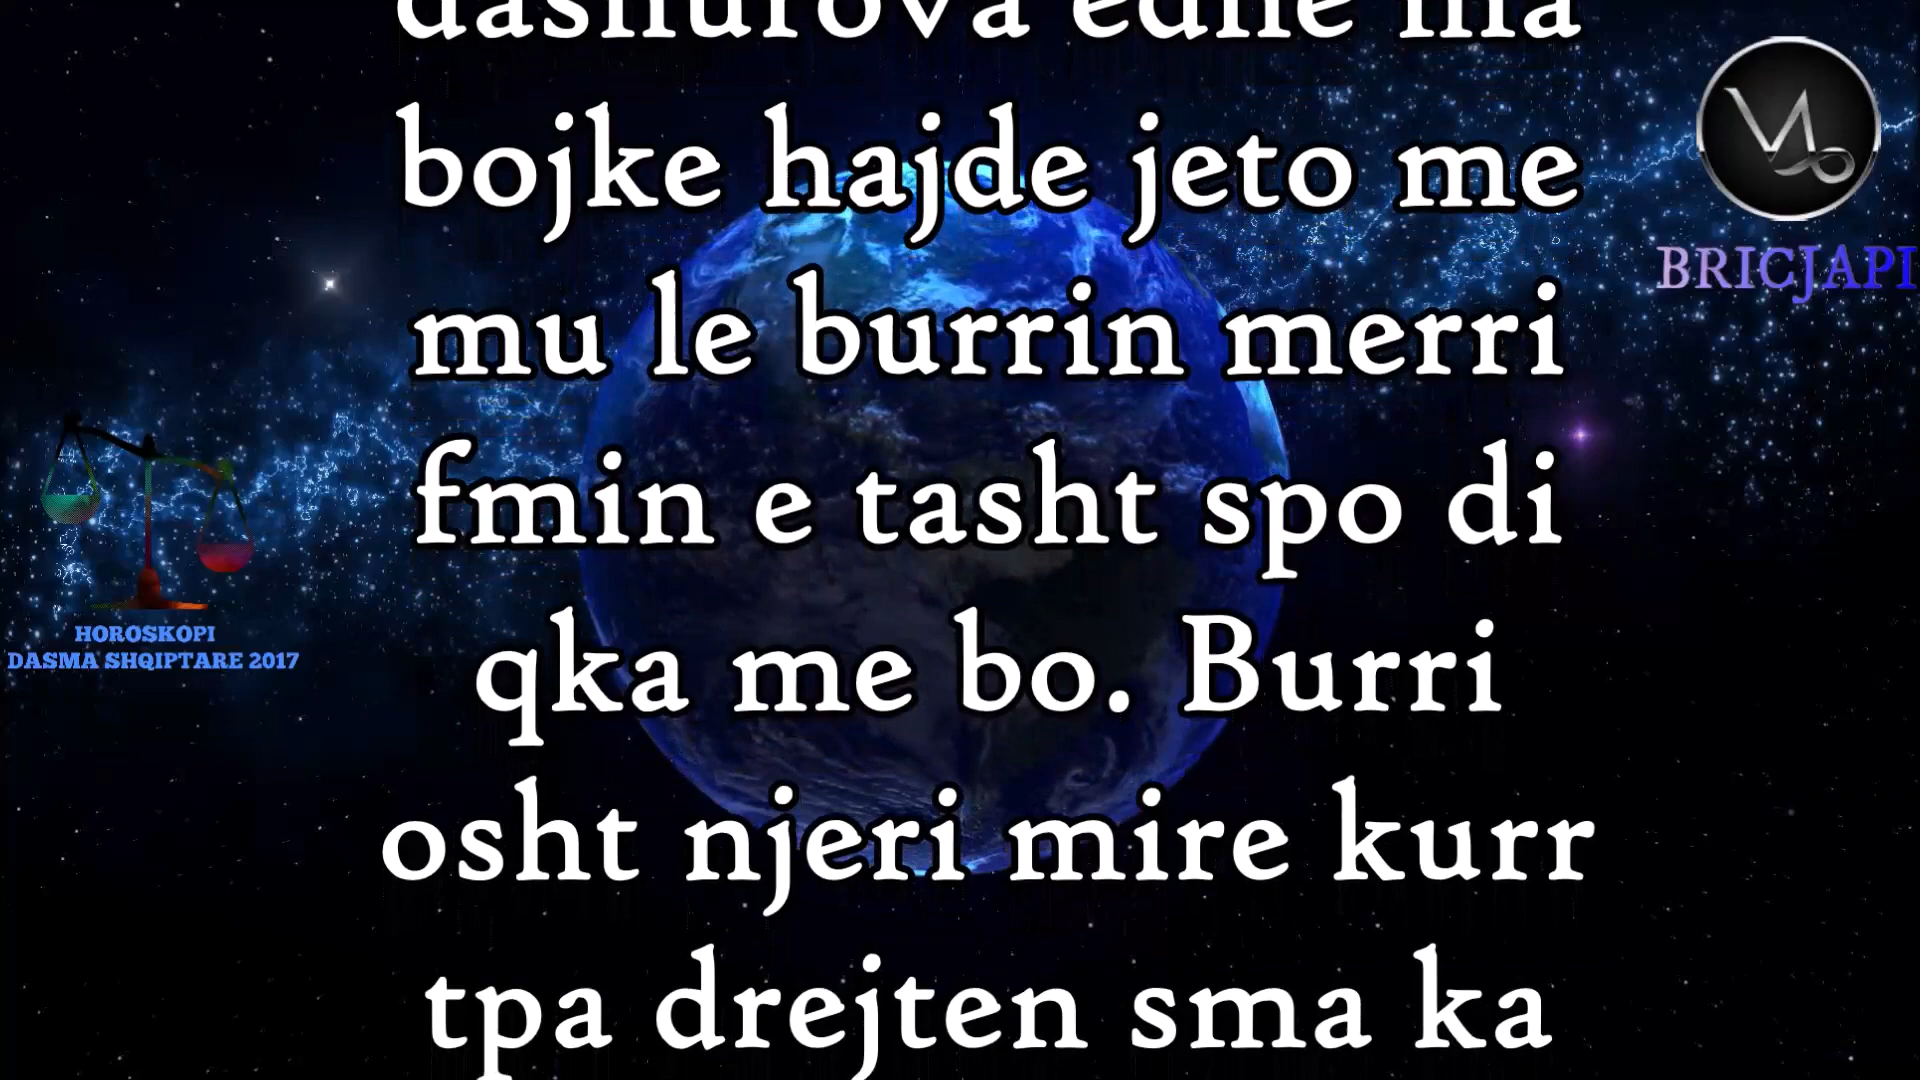 dashurova edhe ma
bojke hajde jeto me
mu le burrin merri
fmin e tasht spo di
qka me bo. Burri
osht njeri mire kurr
tpa drejten sma ka
BRICJAPI
HOROSKOPI
DASMA SHQIPTARE 2017